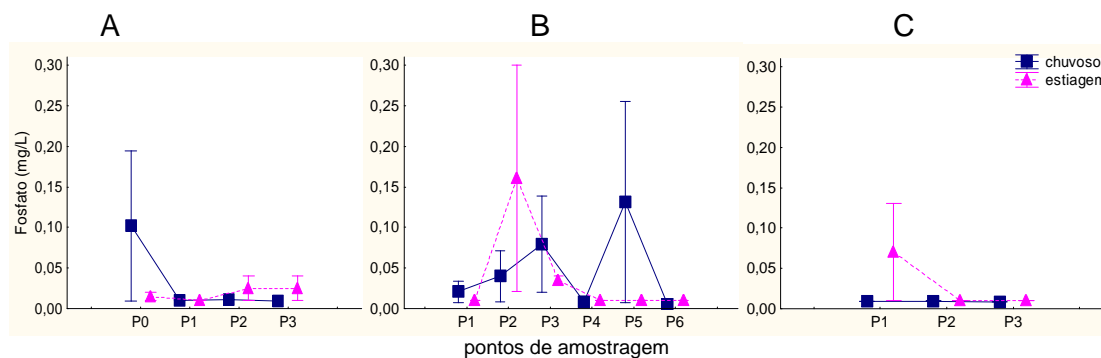 A
B
C
Fosfato (mg/L)
0,30
0,25
0,20
0,15
0,10
0,05
0,00
P0 P1 P2 P3
0,30
0,25
0,20
0,15
0,10
0,05
0,00
P1 P2 P3 P4 P5 P6
0,30
0,25
0,20
0,15
0,10
0,05
0,00
P1 P2 P3
chuvoso
estiagem
pontos de amostragem